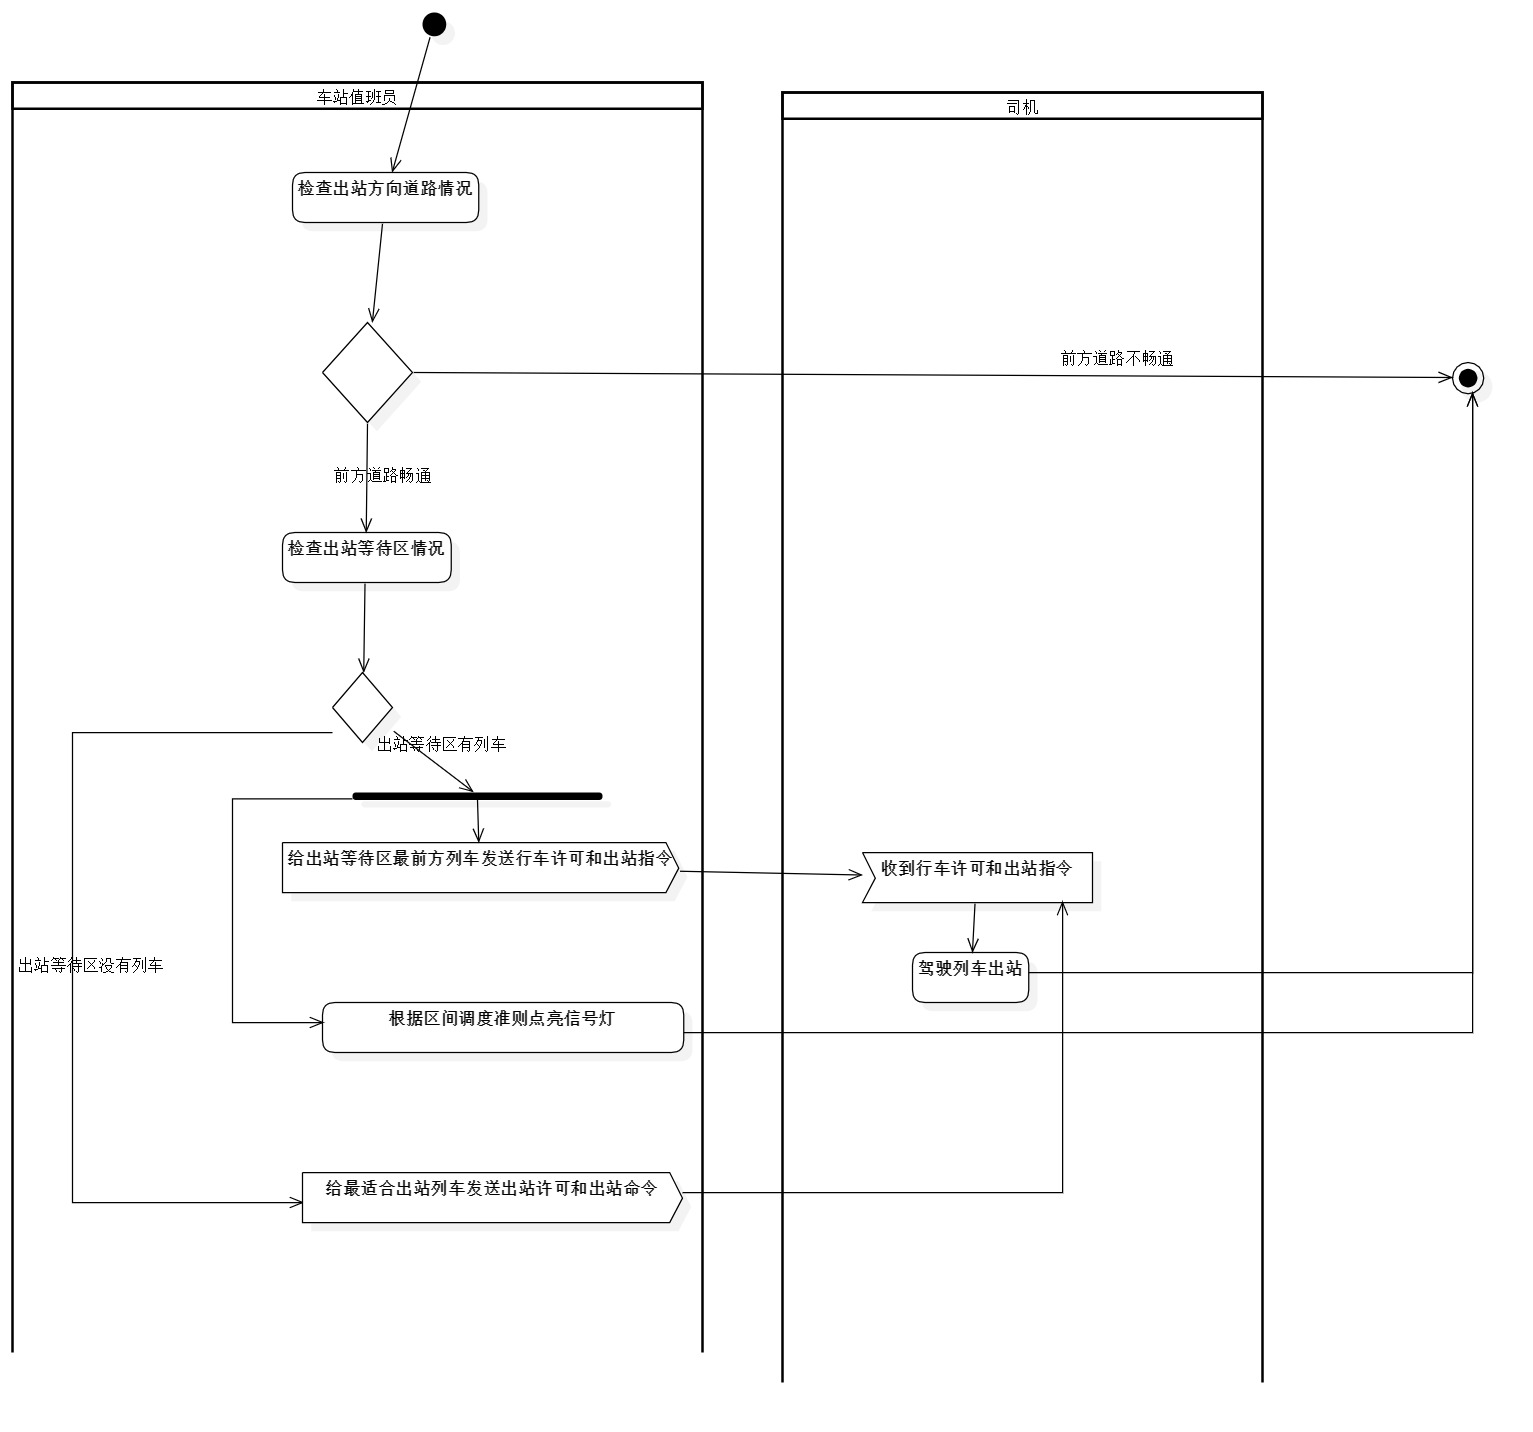 车站值班员
司机
检查出站方向道路情况
前方道路不畅通
前方道路畅通
检查出站等待区情况
出站等待区有列车
给出站等待区最前方列车发送行车许可和出站指令
收到行车许可和出站指令
出站等待区没有列车
驾驶列车出站
根据区间调度准则点亮信号灯
给最适合出站列车发送出站许可和出站命令